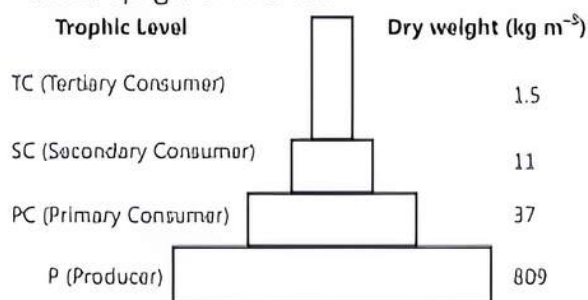 Trophic Level Dry weight (kg m⁻³)
TC (Tertiary Consumer) 1.5
SC (Secondary Consumer) 11
PC (Primary Consumer) 37
P (Producer) 809